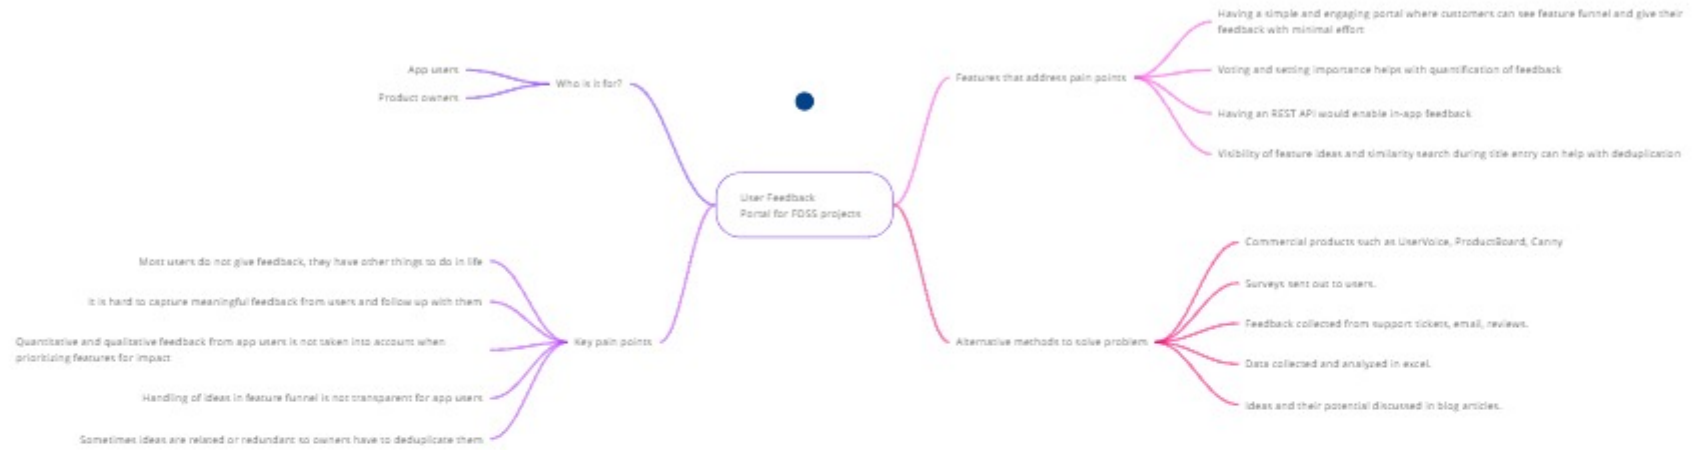 User Feedback
Portal for FOSS projects
Who is it for?
App users
Product owners
Key pain points
Most users do not give feedback, they have other things to do in life
It is hard to capture meaningful feedback from users and follow up with them
Quantitative and qualitative feedback from app users is not taken into account when
prioritizing features for impact
Handling of ideas in feature funnel is not transparent for app users
Sometimes ideas are related or redundant so owners have to deduplicate them
Features that address pain points
Having a simple and engaging portal where customers can see feature funnel and give their
feedback with minimal effort
Voting and setting importance helps with quantification of feedback
Having an REST API would enable in-app feedback
Visibility of feature ideas and similarity search during title entry can help with deduplication
Alternative methods to solve problem
Commercial products such as UserVoice, ProductBoard, Canny
Surveys sent out to users.
Feedback collected from support tickets, email, reviews.
Data collected and analyzed in excel.
Ideas and their potential discussed in blog articles.